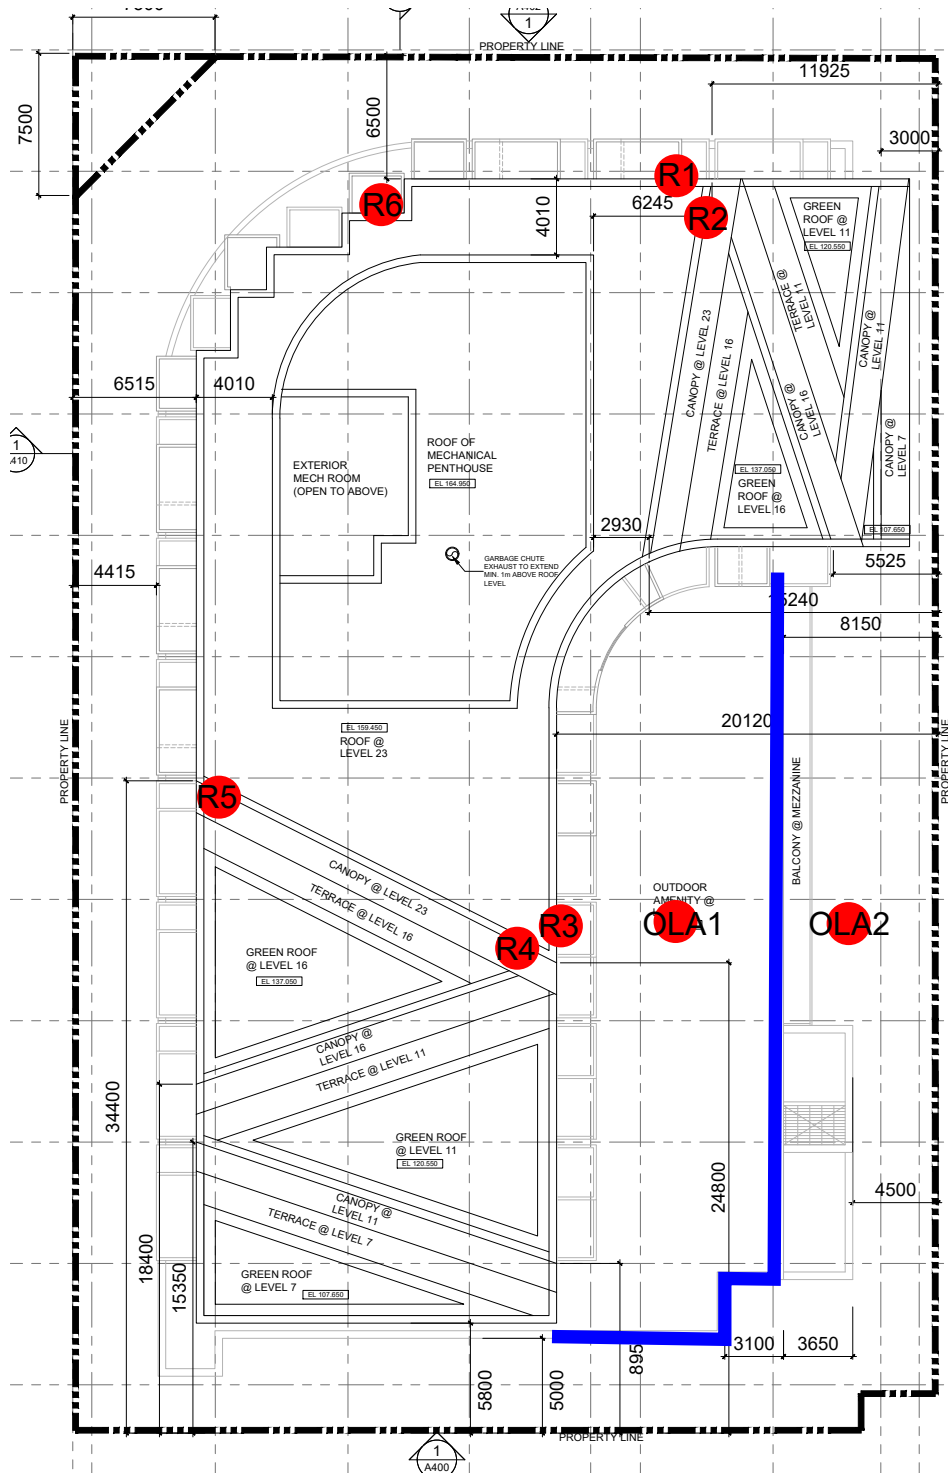 1
PROPERTY LINE
11925
7500
6500
3000
R1
R6
6245
R2
4010
GREEN
ROOF @
LEVEL 11
EL 120.550
TERRACE @
LEVEL 11
CANOPY @ LEVEL 23
TERRACE @ LEVEL 16
CANOPY @
LEVEL 11
6515
4010
CANOPY @
LEVEL 16
CANOPY @
LEVEL 7
1
ROOF OF
MECHANICAL
PENTHOUSE
EL 164.950
EXTERIOR
MECH ROOM
(OPEN TO ABOVE)
EL 137.050
GREEN
ROOF @
LEVEL 16
EL 107.650
2930
GARBAGE CHUTE
EXHAUST TO EXTEND
MIN. 1m ABOVE ROOF
LEVEL
4415
5525
15240
8150
20120
EL 159.450
ROOF @
LEVEL 23
PROPERTY LINE
PROPERTY LINE
R5
BALCONY @ MEZZANINE
CANOPY @ LEVEL 23
TERRACE @ LEVEL 16
OUTDOOR
AMENITY @
R3
OLA1
OLA2
R4
GREEN ROOF
@ LEVEL 16
EL 137.050
CANOPY @
LEVEL 16
TERRACE @ LEVEL 11
34400
GREEN ROOF
@ LEVEL 11
EL 120.550
24800
4500
CANOPY @
LEVEL 11
TERRACE @ LEVEL 7
18400
15350
GREEN ROOF
@ LEVEL 7
EL 107.650
3100
3650
895
5800
5000
PROPERTY LINE
1
A400